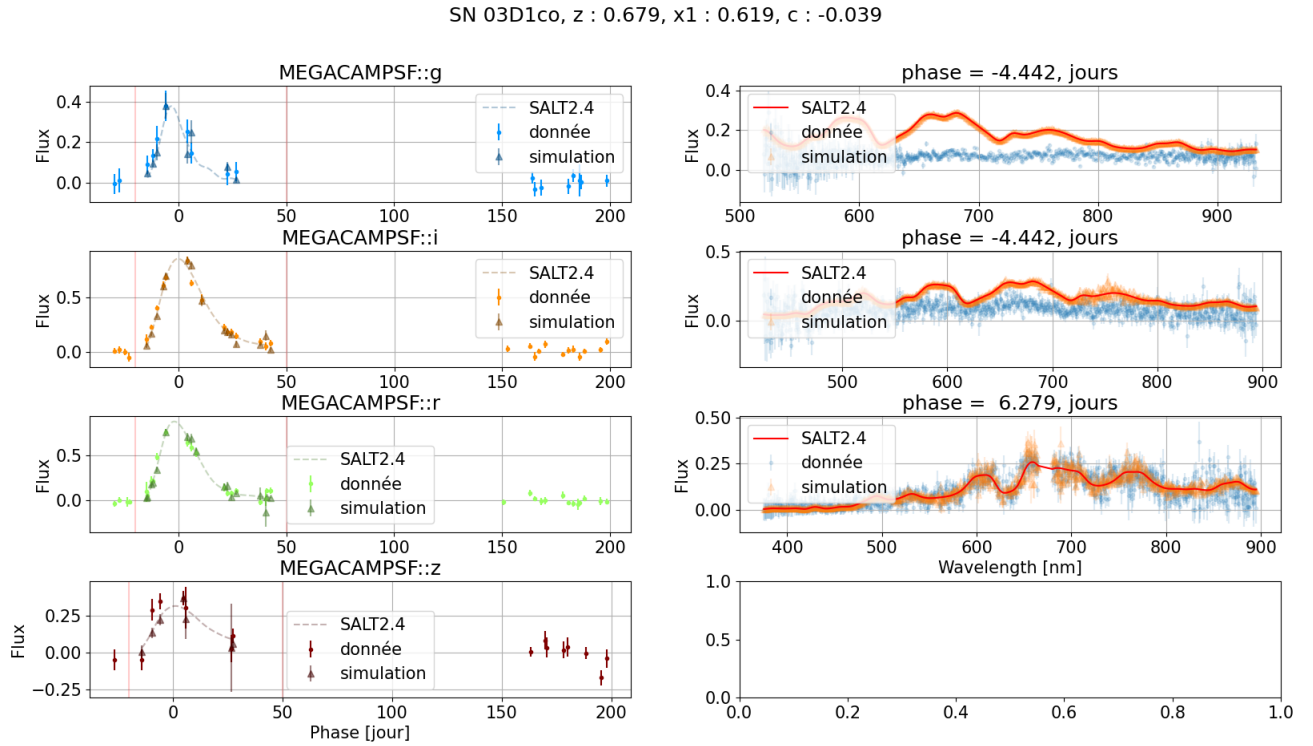 SN 03D1co, z : 0.679, x1 : 0.619, c : -0.039
MEGACAMPSF::g
Flux
0.4
0.2
0.0
0
50
100
150
200
SALT2.4
donnée
simulation
MEGACAMPSF::i
Flux
0.5
0.0
0
50
100
150
200
SALT2.4
donnée
simulation
MEGACAMPSF::r
Flux
0.5
0.0
0
50
100
150
200
SALT2.4
donnée
simulation
MEGACAMPSF::z
Flux
0.25
0.00
−0.25
0
50
100
150
200
SALT2.4
donnée
simulation
Phase [jour]
phase = -4.442, jours
Flux
0.4
0.2
0.0
500
600
700
800
900
SALT2.4
donnée
simulation
phase = -4.442, jours
Flux
0.5
0.0
500
600
700
800
900
SALT2.4
donnée
simulation
phase =  6.279, jours
Flux
0.50
0.25
0.00
400
500
600
700
800
900
SALT2.4
donnée
simulation
Wavelength [nm]
1.0
0.5
0.0
0.0
0.2
0.4
0.6
0.8
1.0